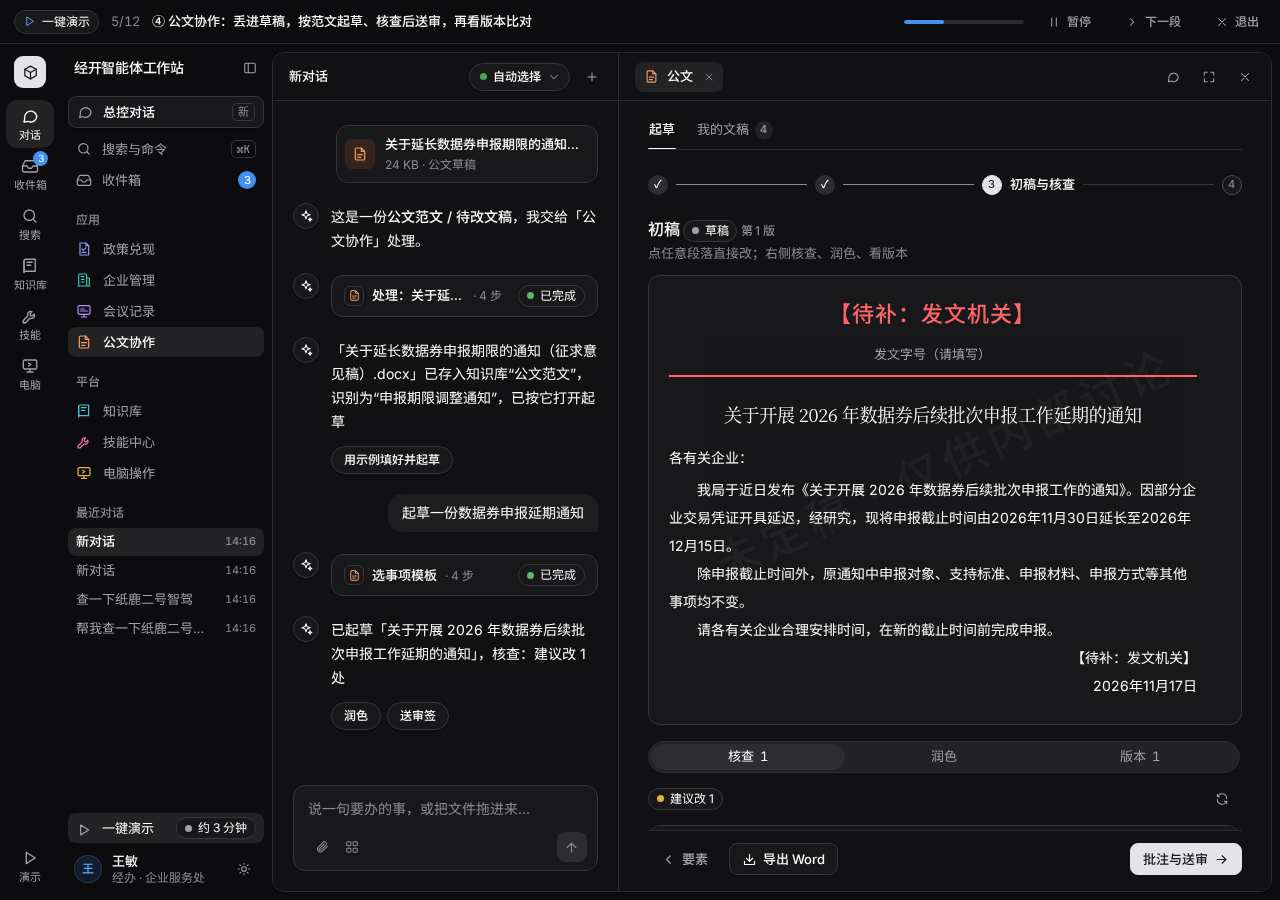 一键演示 5/12 ④ 公文协作：丢进草稿，按范文起草、核查后送审，再看版本比对 暂停 下一段 退出
对话
收件箱
3
搜索
知识库
技能
电脑
演示
经开智能体工作站
总控对话 新
搜索与命令 ⌘K
收件箱 3
应用
政策兑现
企业管理
会议记录
公文协作
平台
知识库
技能中心
电脑操作
最近对话
新对话 14:16
新对话 14:16
查一下纸鹿二号智驾 14:16
帮我查一下纸鹿二号... 14:16
一键演示 约 3 分钟
王 王敏
经办 · 企业服务处
新对话 自动选择
关于延长数据券申报期限的通知...
24 KB · 公文草稿
这是一份公文范文 / 待改文稿，我交给「公
文协作」处理。
处理：关于延... · 4 步 已完成
「关于延长数据券申报期限的通知（征求意
见稿）.docx」已存入知识库“公文范文”，
识别为“申报期限调整通知”，已按它打开起
草
用示例填好并起草
起草一份数据券申报延期通知
选事项模板 · 4 步 已完成
已起草「关于开展 2026 年数据券后续批
次申报工作延期的通知」，核查：建议改 1
处
润色 送审签
说一句要办的事，或把文件拖进来...
公文
起草 我的文稿 4
3 初稿与核查 4
初稿 草稿 第 1 版
点任意段落直接改；右侧核查、润色、看版本
【待补：发文机关】
发文字号（请填写）
关于开展 2026 年数据券后续批次申报工作延期的通知
各有关企业：
我局于近日发布《关于开展 2026 年数据券后续批次申报工作的通知》。因部分企
业交易凭证开具延迟，经研究，现将申报截止时间由2026年11月30日延长至2026年
12月15日。
除申报截止时间外，原通知中申报对象、支持标准、申报材料、申报方式等其他
事项均不变。
请各有关企业合理安排时间，在新的截止时间前完成申报。
【待补：发文机关】
2026年11月17日
未定稿 仅供内部讨论
核查 1 润色 版本 1
建议改 1
要素 导出 Word 批注与送审